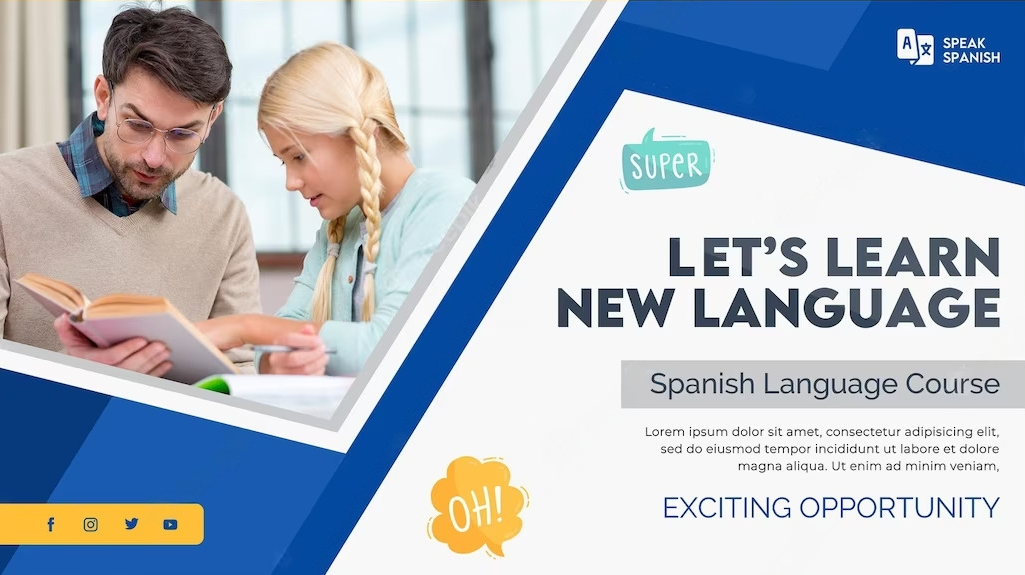 A 文
SPEAK
SPANISH
SUPER
LET'S LEARN
NEW LANGUAGE
Spanish Language Course
Lorem ipsum dolor sit amet, consectetur adipisicing elit,
sed do eiusmod tempor incididunt ut labore et dolore
magna aliqua. Ut enim ad minim veniam,
EXCITING OPPORTUNITY
OH!